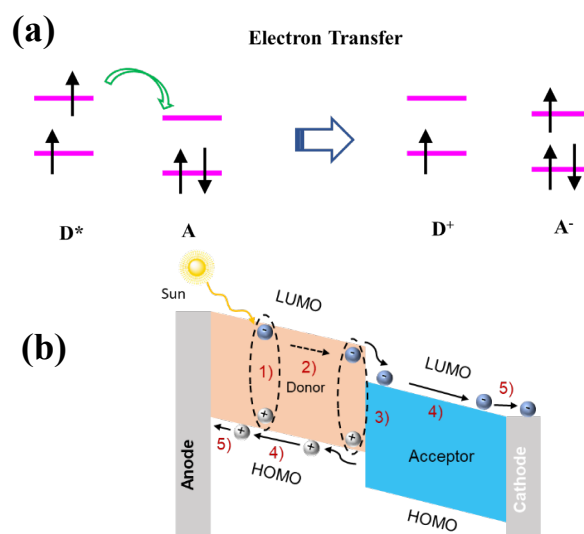 (a)
Electron Transfer
D*
A
D+
A-
Sun
LUMO
(b)
1)
2)
Donor
3)
LUMO
4)
5)
5)
4)
HOMO
Acceptor
HOMO
Anode
Cathode